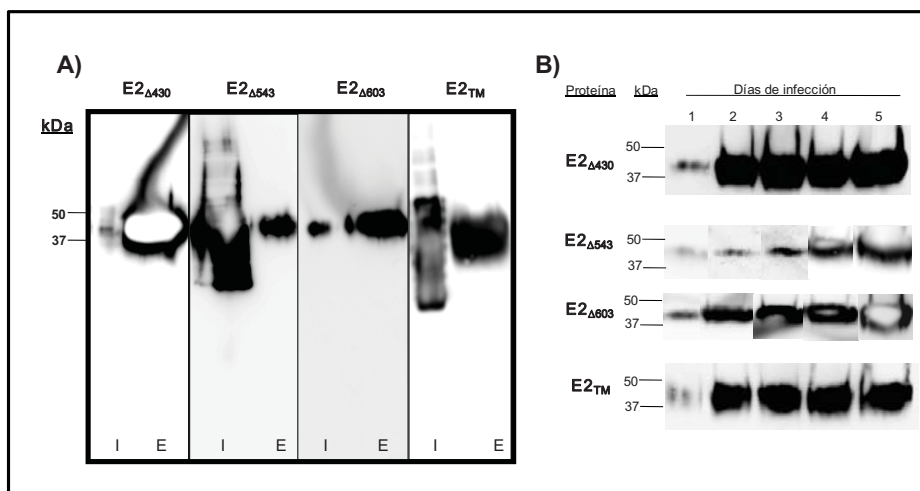 A)
E2Δ430 E2Δ543 E2Δ603 E2TM
kDa
50
37
I E I E I E I E
B)
Proteína kDa Días de infección
1 2 3 4 5
E2Δ430 50
37
E2Δ543 50
37
E2Δ603 50
37
E2TM 50
37